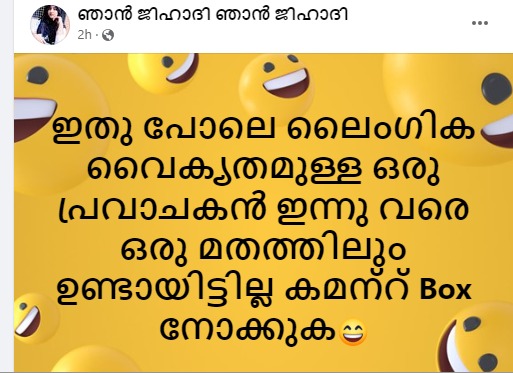 ഞാൻ ജിഹാദി ഞാൻ ജിഹാദി
2h ·
ഇതു പോലെ ലൈംഗിക
വൈകൃതമുള്ള ഒരു
പ്രവാചകൻ ഇന്നു വരെ
ഒരു മതത്തിലും
ഉണ്ടായിട്ടില്ല കമന്റ് Box
നോക്കുക😄